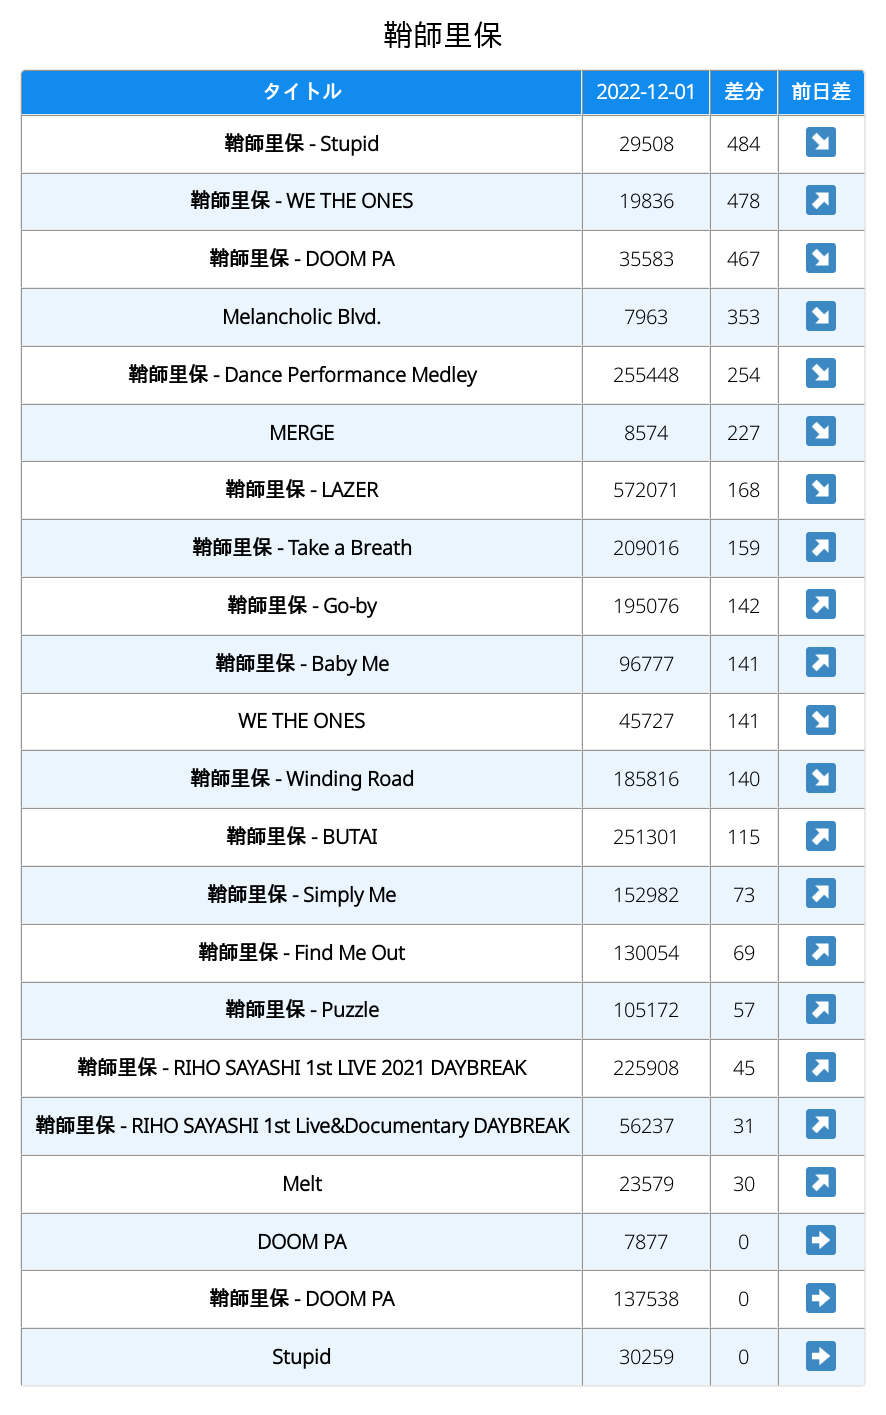 鞘師里保
タイトル 2022-12-01 差分 前日差
鞘師里保 - Stupid 29508 484 ↘
鞘師里保 - WE THE ONES 19836 478 ↗
鞘師里保 - DOOM PA 35583 467 ↘
Melancholic Blvd. 7963 353 ↘
鞘師里保 - Dance Performance Medley 255448 254 ↘
MERGE 8574 227 ↘
鞘師里保 - LAZER 572071 168 ↘
鞘師里保 - Take a Breath 209016 159 ↗
鞘師里保 - Go-by 195076 142 ↗
鞘師里保 - Baby Me 96777 141 ↗
WE THE ONES 45727 141 ↘
鞘師里保 - Winding Road 185816 140 ↘
鞘師里保 - BUTAI 251301 115 ↗
鞘師里保 - Simply Me 152982 73 ↗
鞘師里保 - Find Me Out 130054 69 ↗
鞘師里保 - Puzzle 105172 57 ↗
鞘師里保 - RIHO SAYASHI 1st LIVE 2021 DAYBREAK 225908 45 ↗
鞘師里保 - RIHO SAYASHI 1st Live&Documentary DAYBREAK 56237 31 ↗
Melt 23579 30 ↗
DOOM PA 7877 0 ➡
鞘師里保 - DOOM PA 137538 0 ➡
Stupid 30259 0 ➡